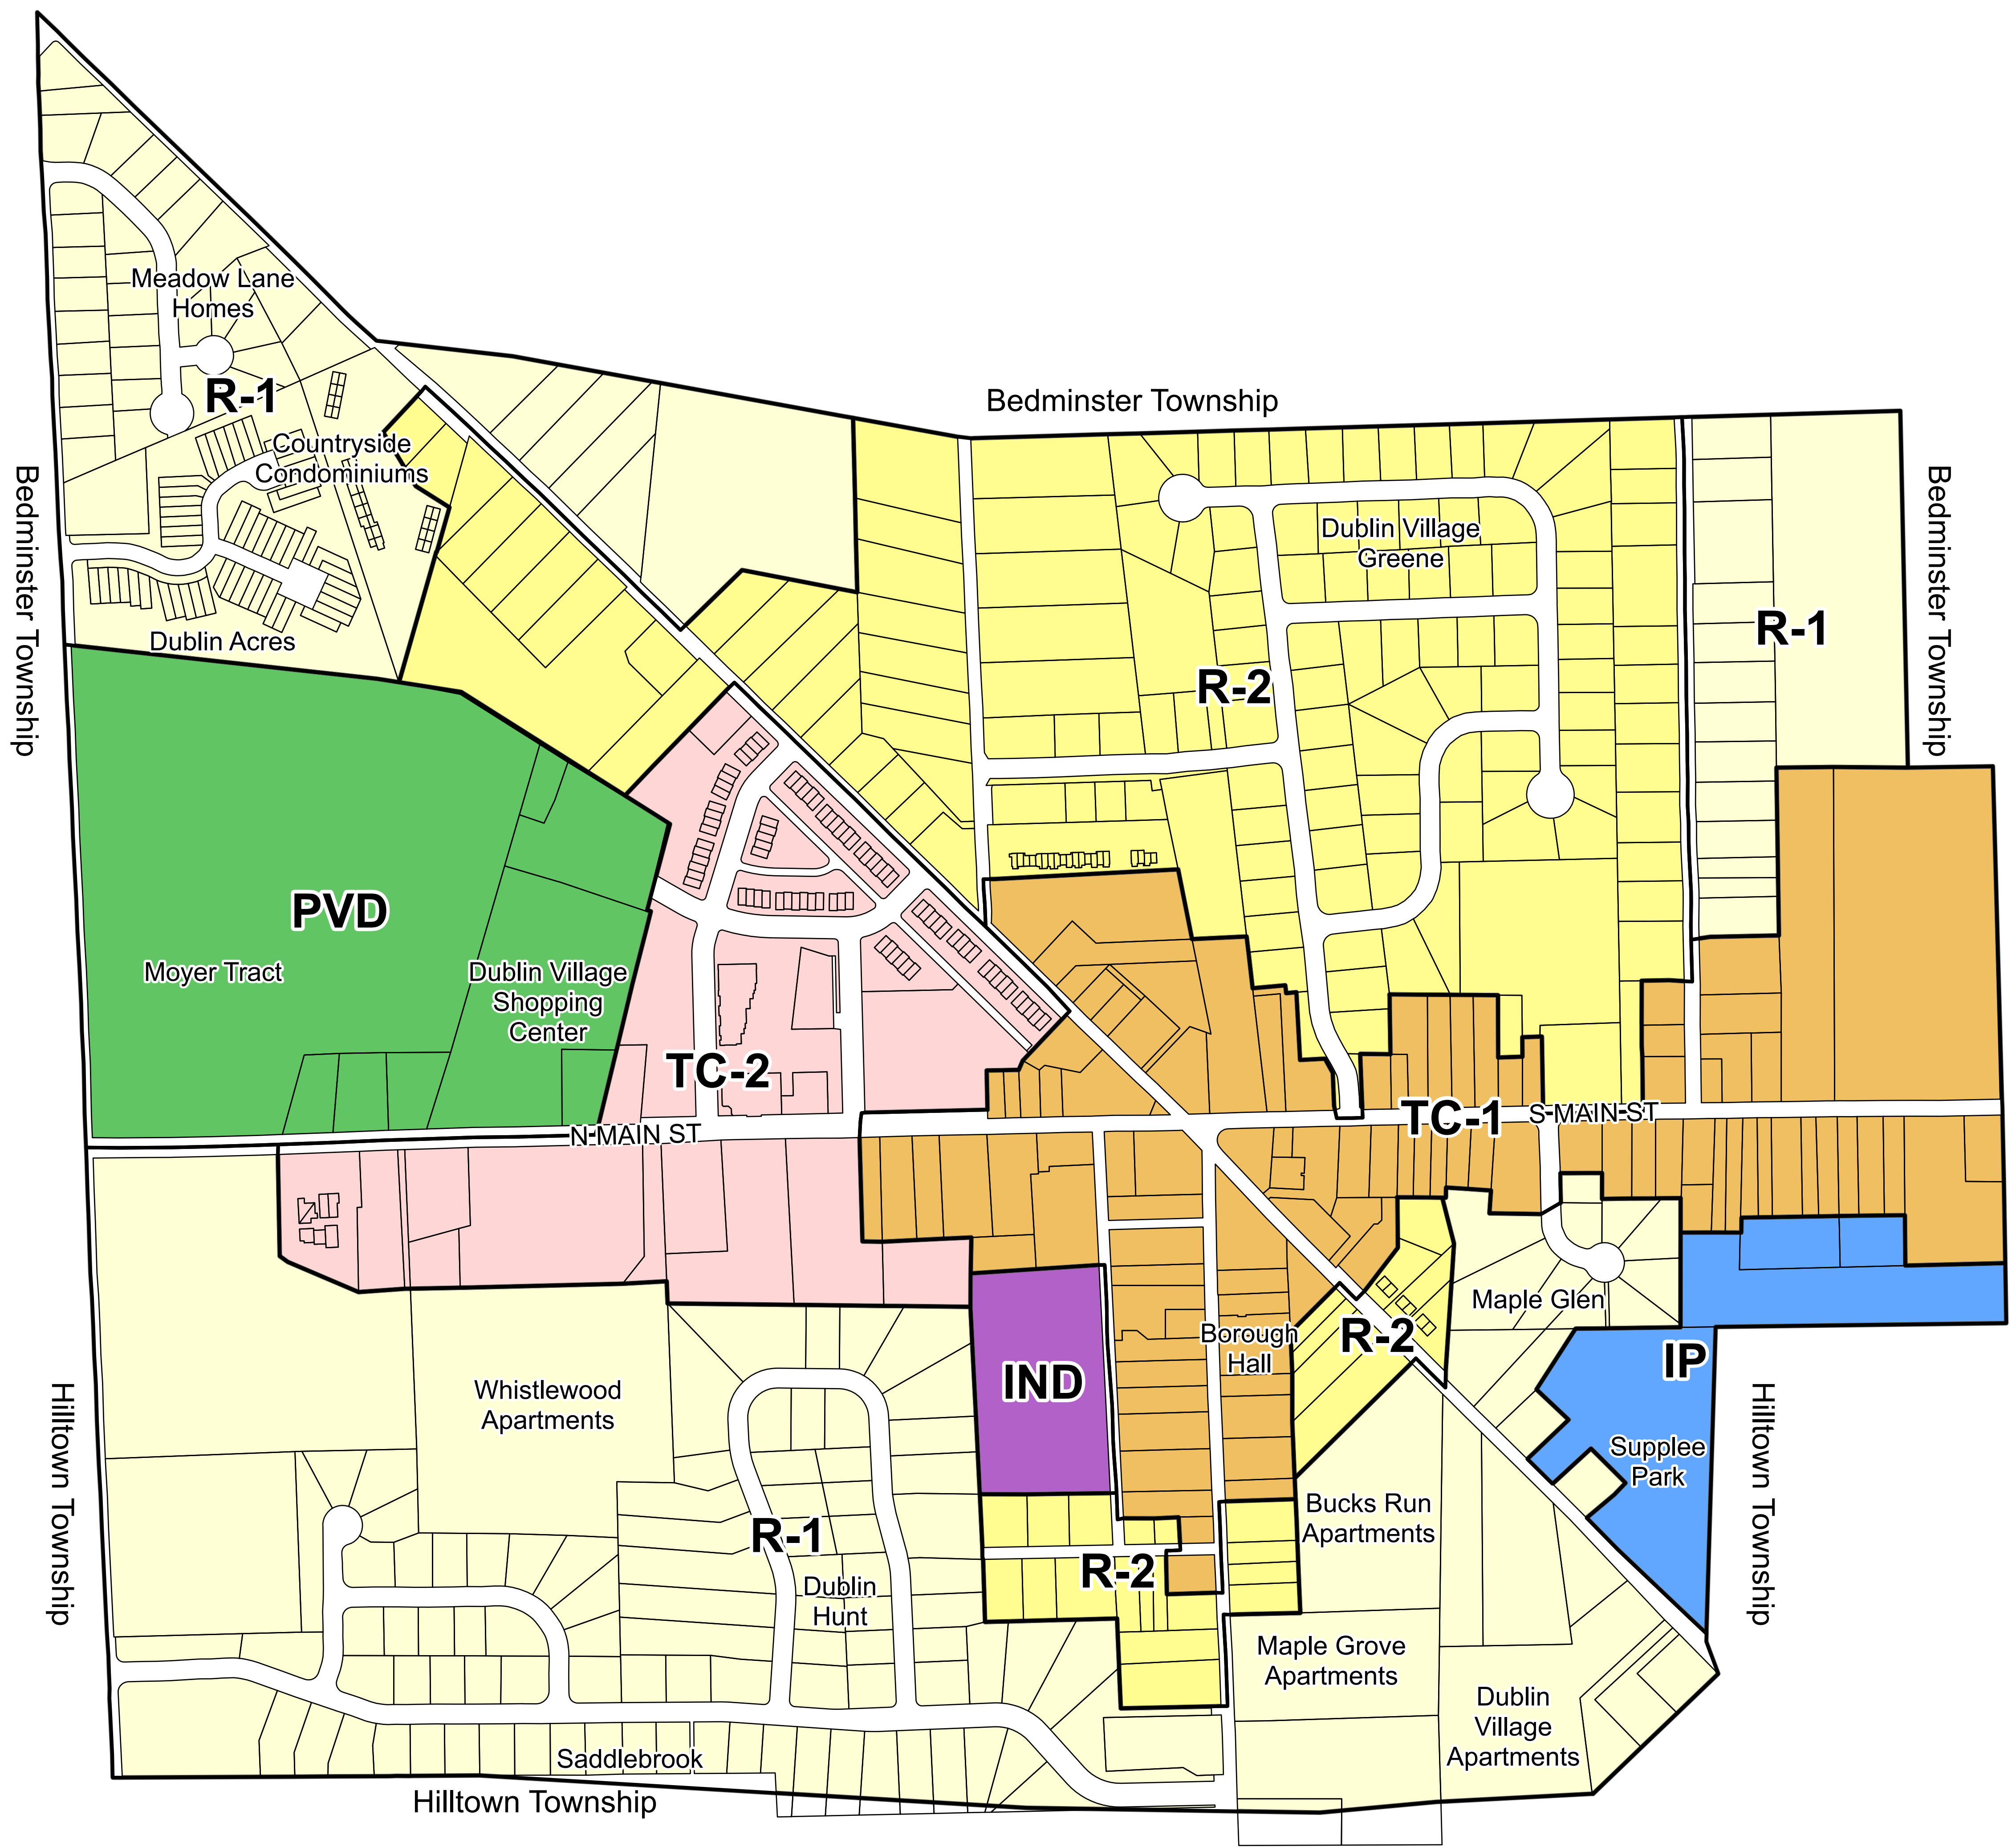 Meadow Lane
Homes
R-1
Bedminster Township
Countryside
Condominiums
Bedminster Township
Bedminster Township
Dublin Village
Greene
R-1
Dublin Acres
R-2
PVD
Moyer Tract
Dublin Village
Shopping
Center
TC-2
TC-1
S MAIN ST
N MAIN ST
Maple Glen
Borough
Hall
R-2
IP
IND
Whistlewood
Apartments
Hilltown Township
Hilltown Township
Supplee
Park
Bucks Run
Apartments
R-1
R-2
Dublin
Hunt
Maple Grove
Apartments
Dublin
Village
Apartments
Saddlebrook
Hilltown Township